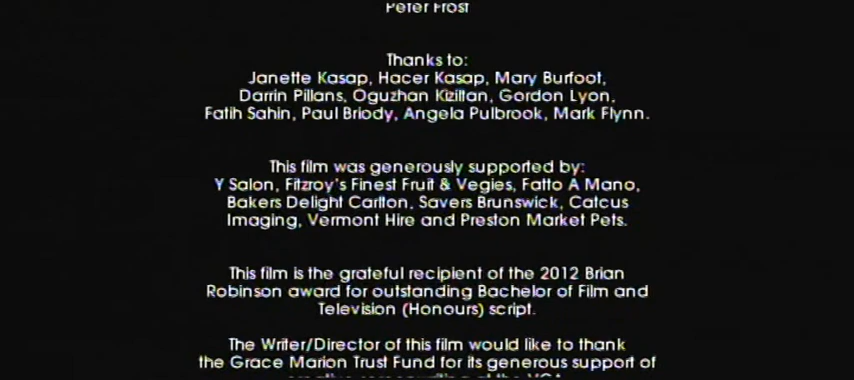 Peter Frost
Thanks to:
Janette Kasap, Hacer Kasap, Mary Burfoot,
Darrin Pillans, Oguzhan Kiziltan, Gordon Lyon,
Fatih Sahin, Paul Briody, Angela Pulbrook, Mark Flynn.
This film was generously supported by:
Y Salon, Fitzroy's Finest Fruit & Vegies, Fatto A Mano,
Bakers Delight Carlton, Savers Brunswick, Catcus
Imaging, Vermont Hire and Preston Market Pets.
This film is the grateful recipient of the 2012 Brian
Robinson award for outstanding Bachelor of Film and
Television (Honours) script.
The Writer/Director of this film would like to thank
the Grace Marion Trust Fund for its generous support of